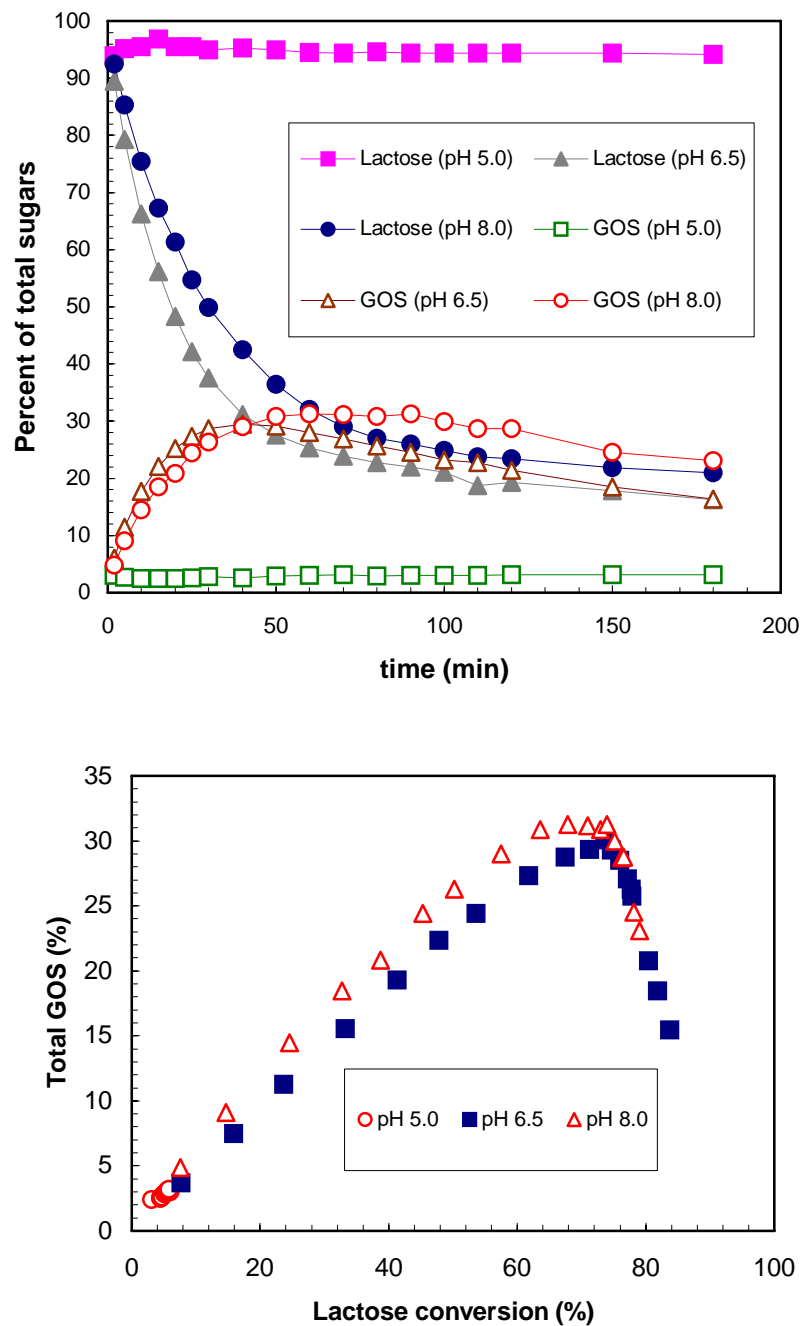 100
90
80
70
60
50
40
30
20
10
0
Percent of total sugars
Lactose (pH 5.0) Lactose (pH 6.5)
Lactose (pH 8.0) GOS (pH 5.0)
GOS (pH 6.5) GOS (pH 8.0)
0 50 100 150 200
time (min)
35
30
25
20
15
10
5
0
Total GOS (%)
pH 5.0 pH 6.5 pH 8.0
0 20 40 60 80 100
Lactose conversion (%)